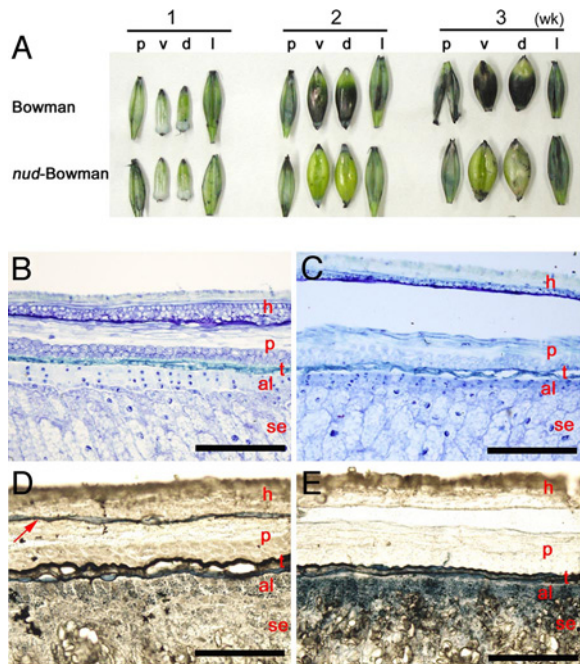 1 2 3 (wk)
p v d l p v d l p v d l
A
Bowman
nud-Bowman
B C
h h
p p
t t
al al
se se
D E
h h
p p
t t
al al
se se